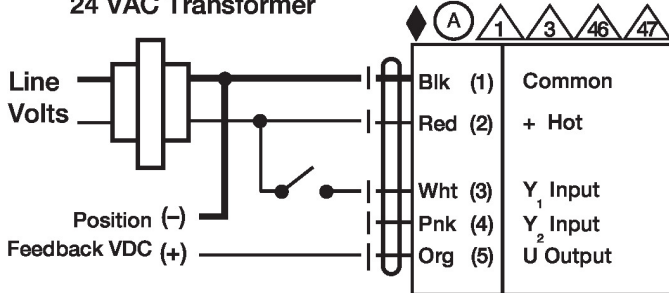 24 VAC Transformer
A 1 3 46 47
Line Volts
Blk (1) Common
Red (2) + Hot
Wht (3) Y1 Input
Position (–)
Pnk (4) Y2 Input
Feedback VDC (+)
Org (5) U Output